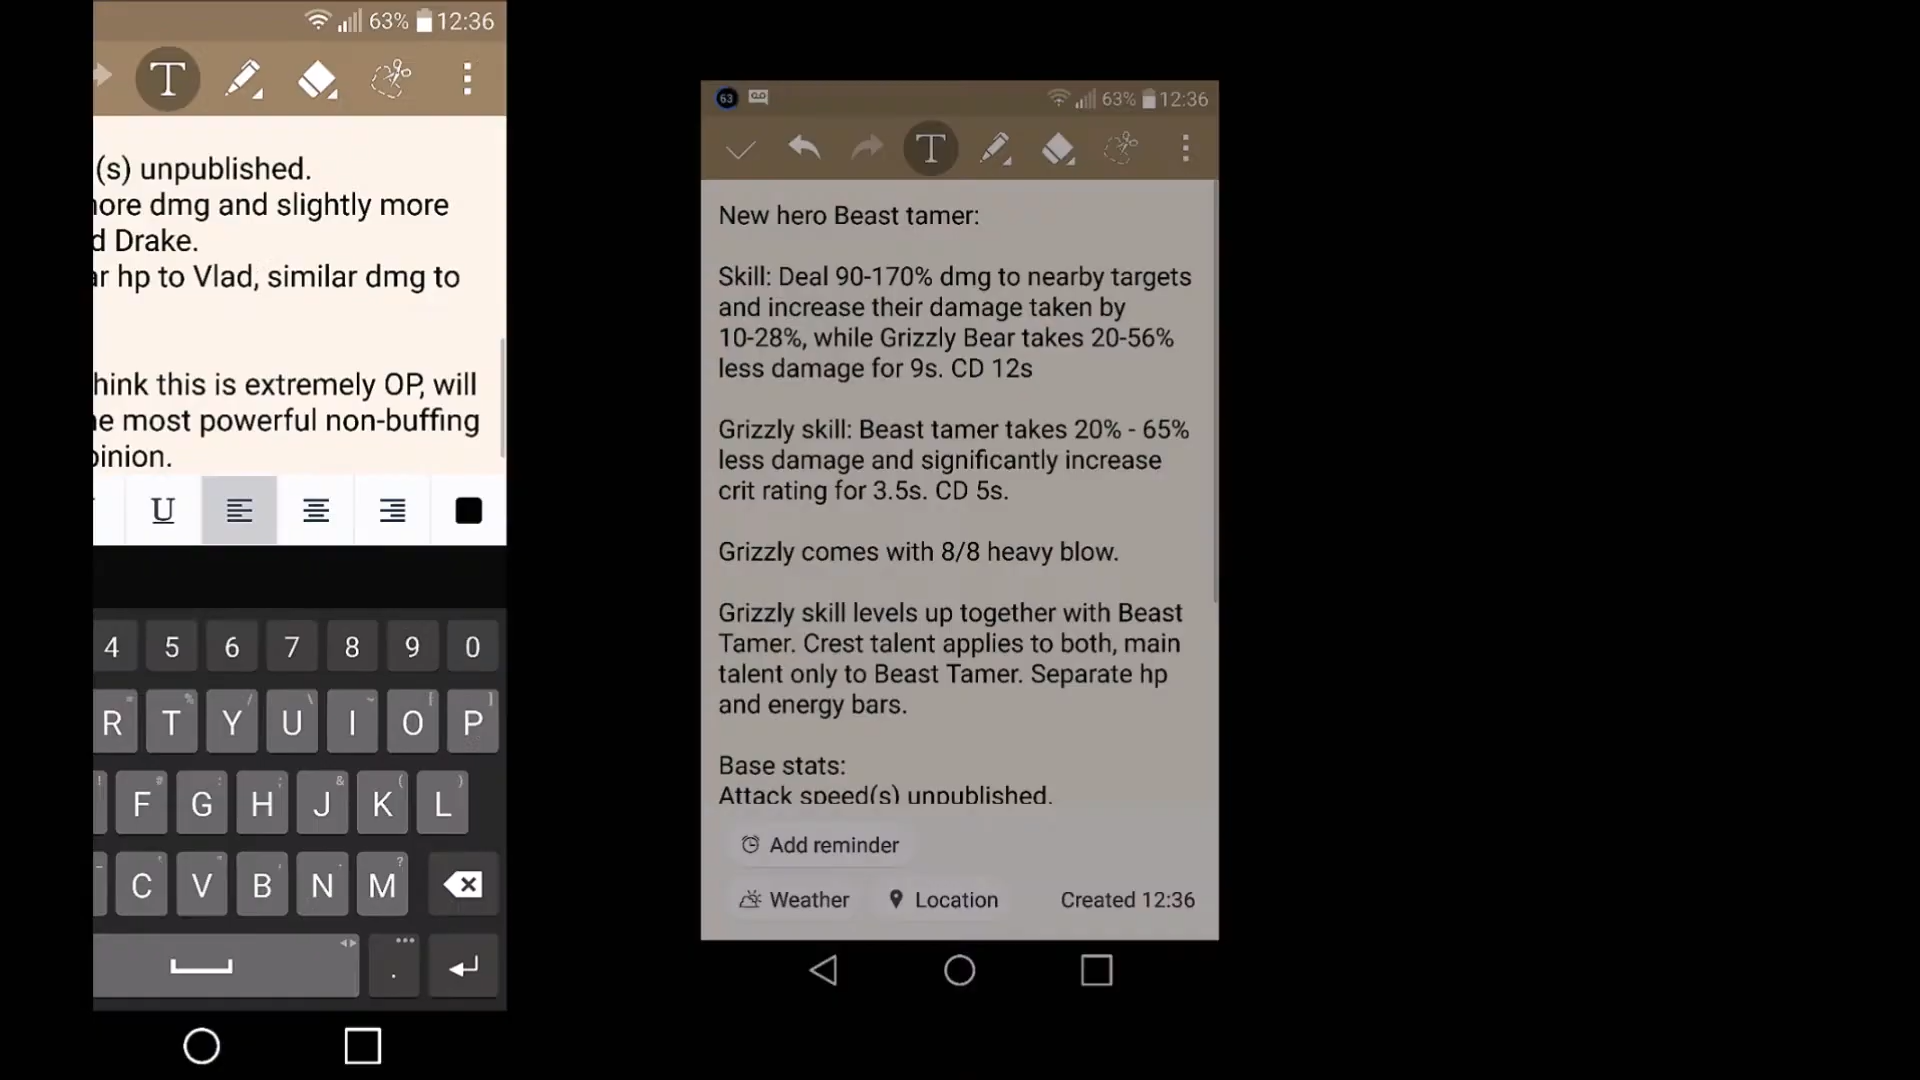 63% 12:36
T
(s) unpublished.
more dmg and slightly more
d Drake.
ar hp to Vlad, similar dmg to
think this is extremely OP, will
he most powerful non-buffing
pinion.
U
4 5 6 7 8 9 0
R T Y U I O P
F G H J K L
C V B N M
.
63 63% 12:36
T
New hero Beast tamer:
Skill: Deal 90-170% dmg to nearby targets
and increase their damage taken by
10-28%, while Grizzly Bear takes 20-56%
less damage for 9s. CD 12s
Grizzly skill: Beast tamer takes 20% - 65%
less damage and significantly increase
crit rating for 3.5s. CD 5s.
Grizzly comes with 8/8 heavy blow.
Grizzly skill levels up together with Beast
Tamer. Crest talent applies to both, main
talent only to Beast Tamer. Separate hp
and energy bars.
Base stats:
Attack speed(s) unpublished.
Add reminder
Weather Location Created 12:36